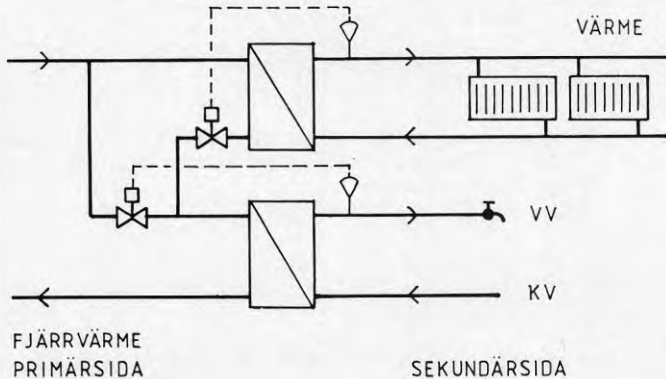 VÄRME
VV
KV
FJÄRRVÄRME
PRIMÄRSIDA
SEKUNDÄRSIDA